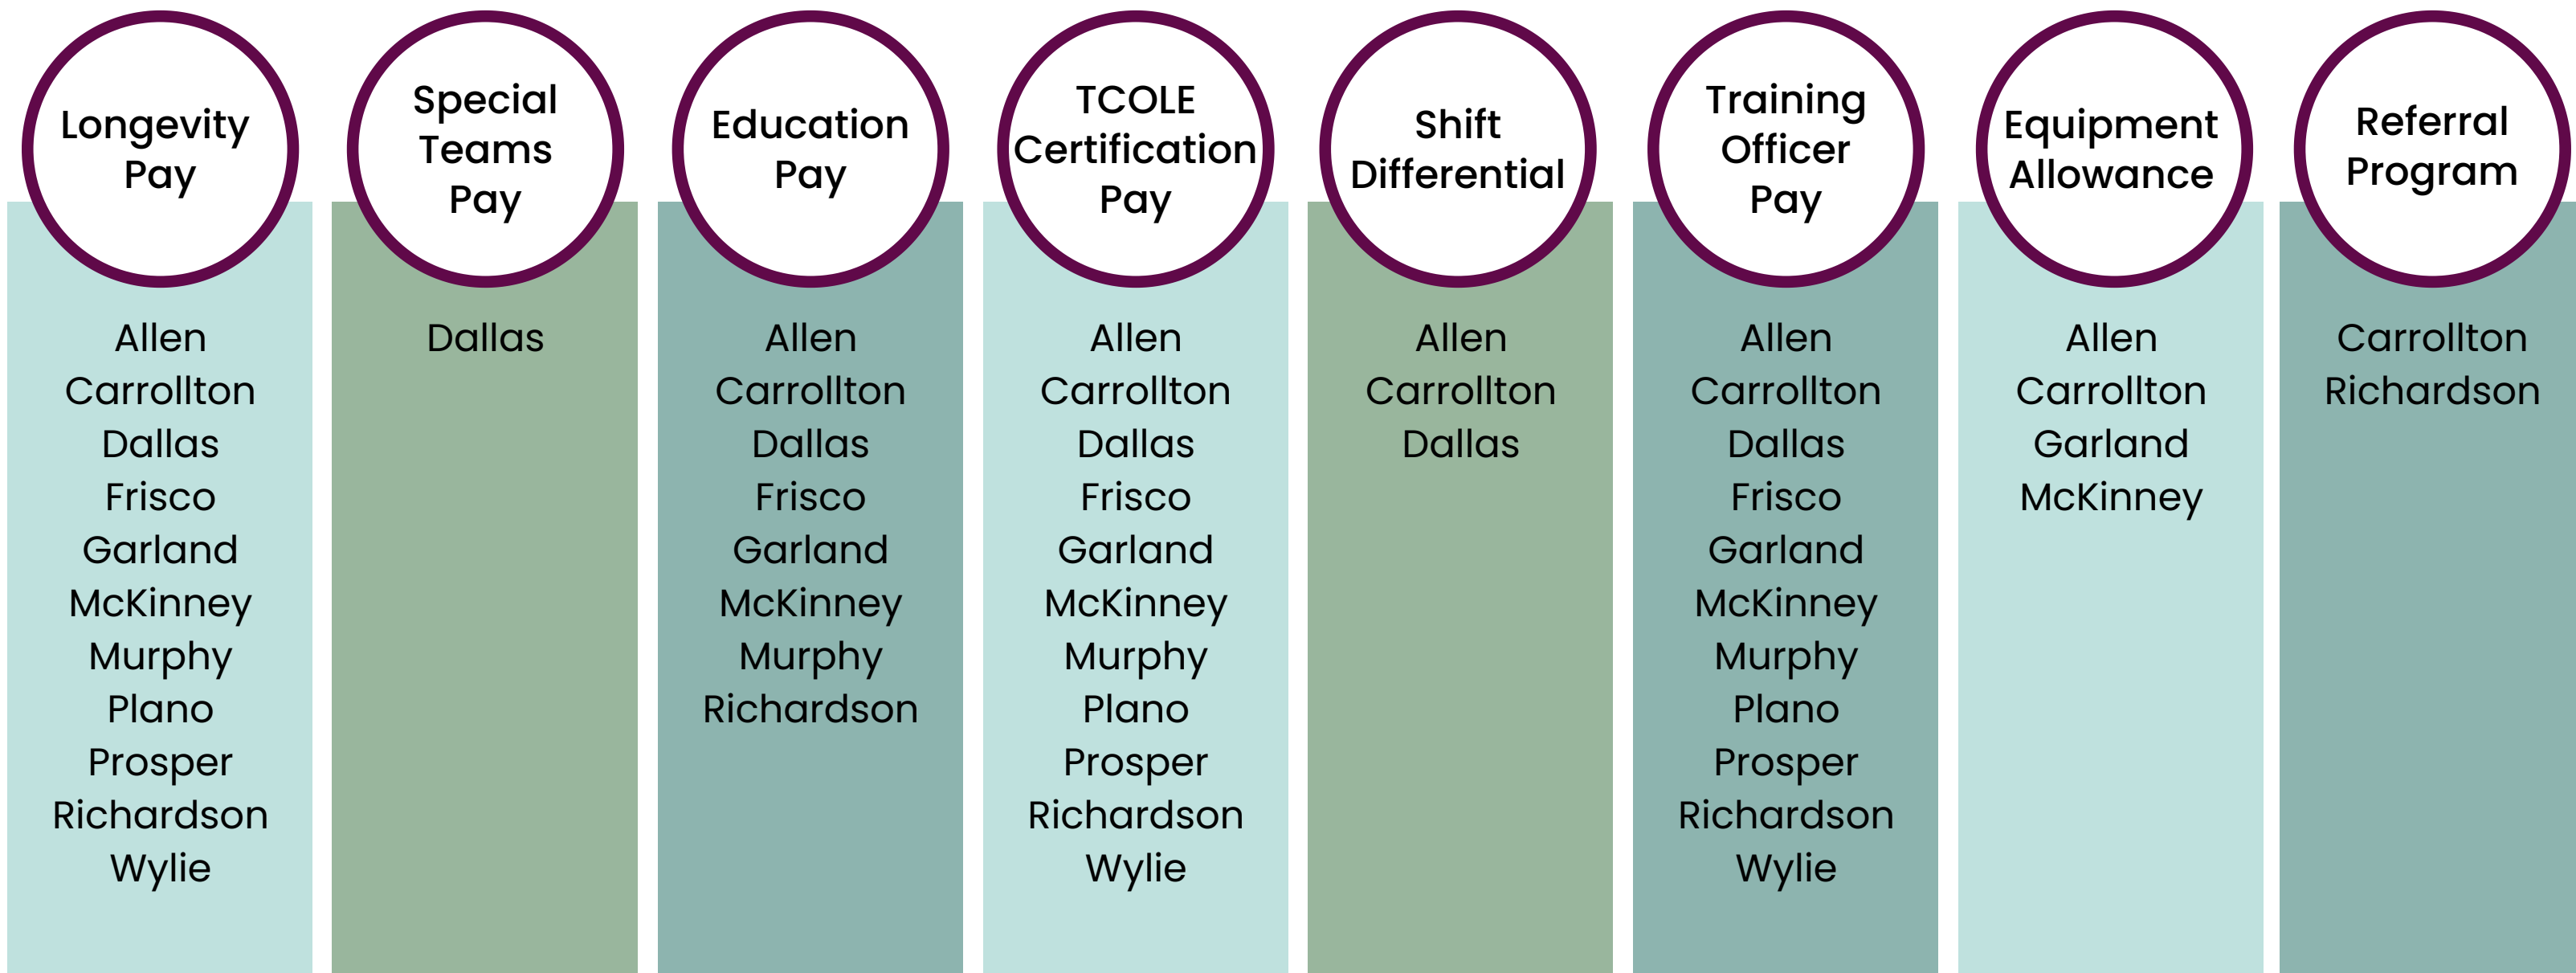 Longevity
Pay
Allen
Carrollton
Dallas
Frisco
Garland
McKinney
Murphy
Plano
Prosper
Richardson
Wylie
Special
Teams
Pay
Dallas
Education
Pay
Allen
Carrollton
Dallas
Frisco
Garland
McKinney
Murphy
Richardson
TCOLE
Certification
Pay
Allen
Carrollton
Dallas
Frisco
Garland
McKinney
Murphy
Plano
Prosper
Richardson
Wylie
Shift
Differential
Allen
Carrollton
Dallas
Training
Officer
Pay
Allen
Carrollton
Dallas
Frisco
Garland
McKinney
Murphy
Plano
Prosper
Richardson
Wylie
Equipment
Allowance
Allen
Carrollton
Garland
McKinney
Referral
Program
Carrollton
Richardson